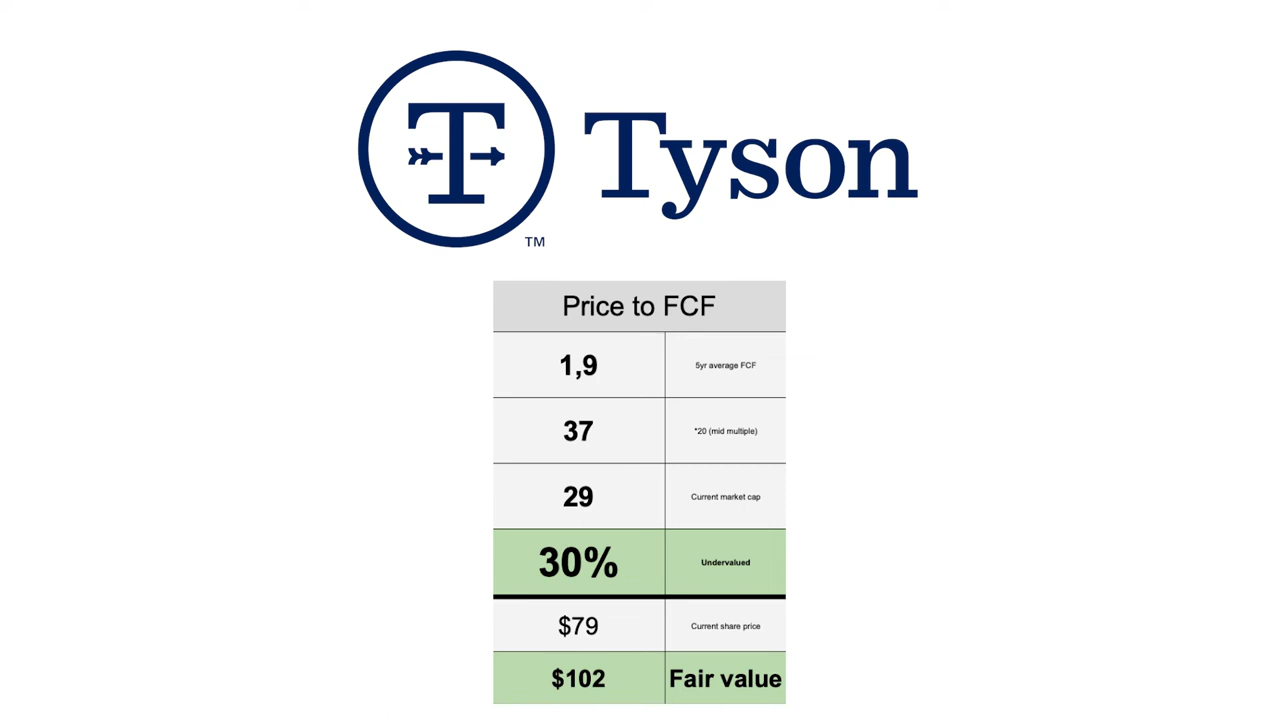 T
TM
Tyson
Price to FCF
1,9 5yr average FCF
37 *20 (mid multiple)
29 Current market cap
30% Undervalued
$79 Current share price
$102 Fair value